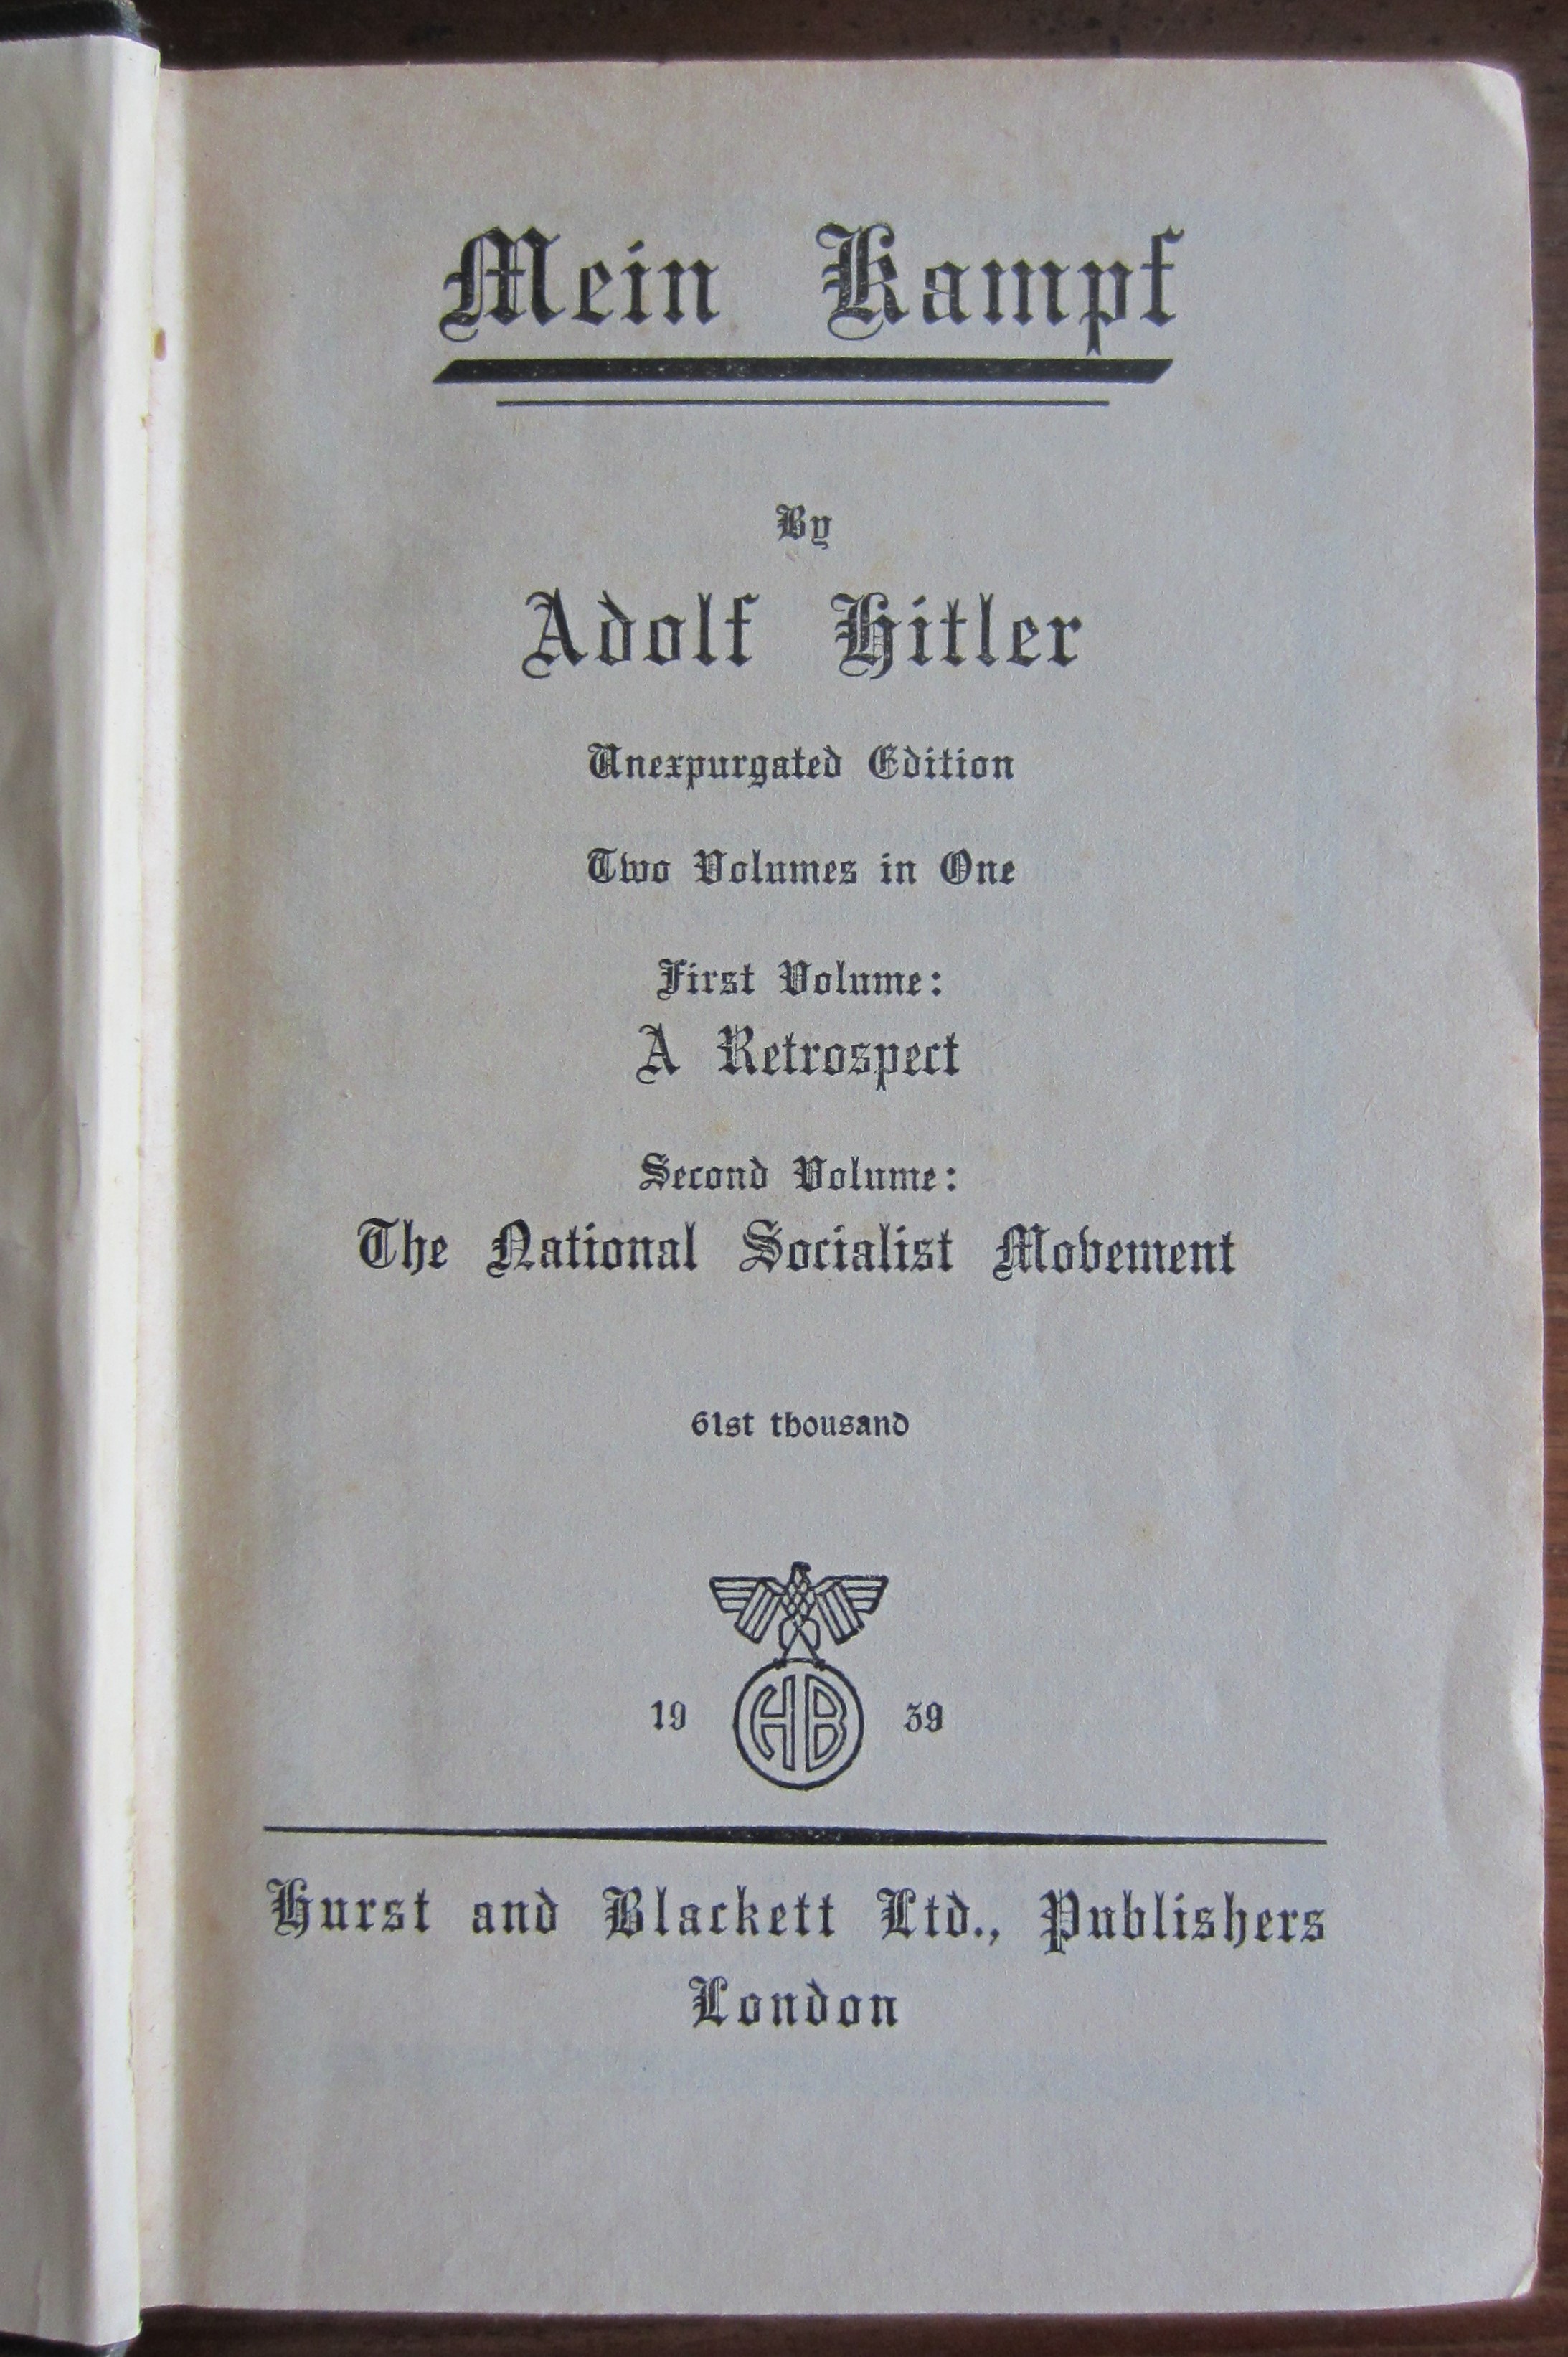 Mein Kampf
By
Adolf Hitler
Unexpurgated Edition
Two Volumes in One
First Volume:
A Retrospect
Second Volume:
The National Socialist Movement
61st thousand
19 HB 39
Hurst and Blackett Ltd., Publishers
London